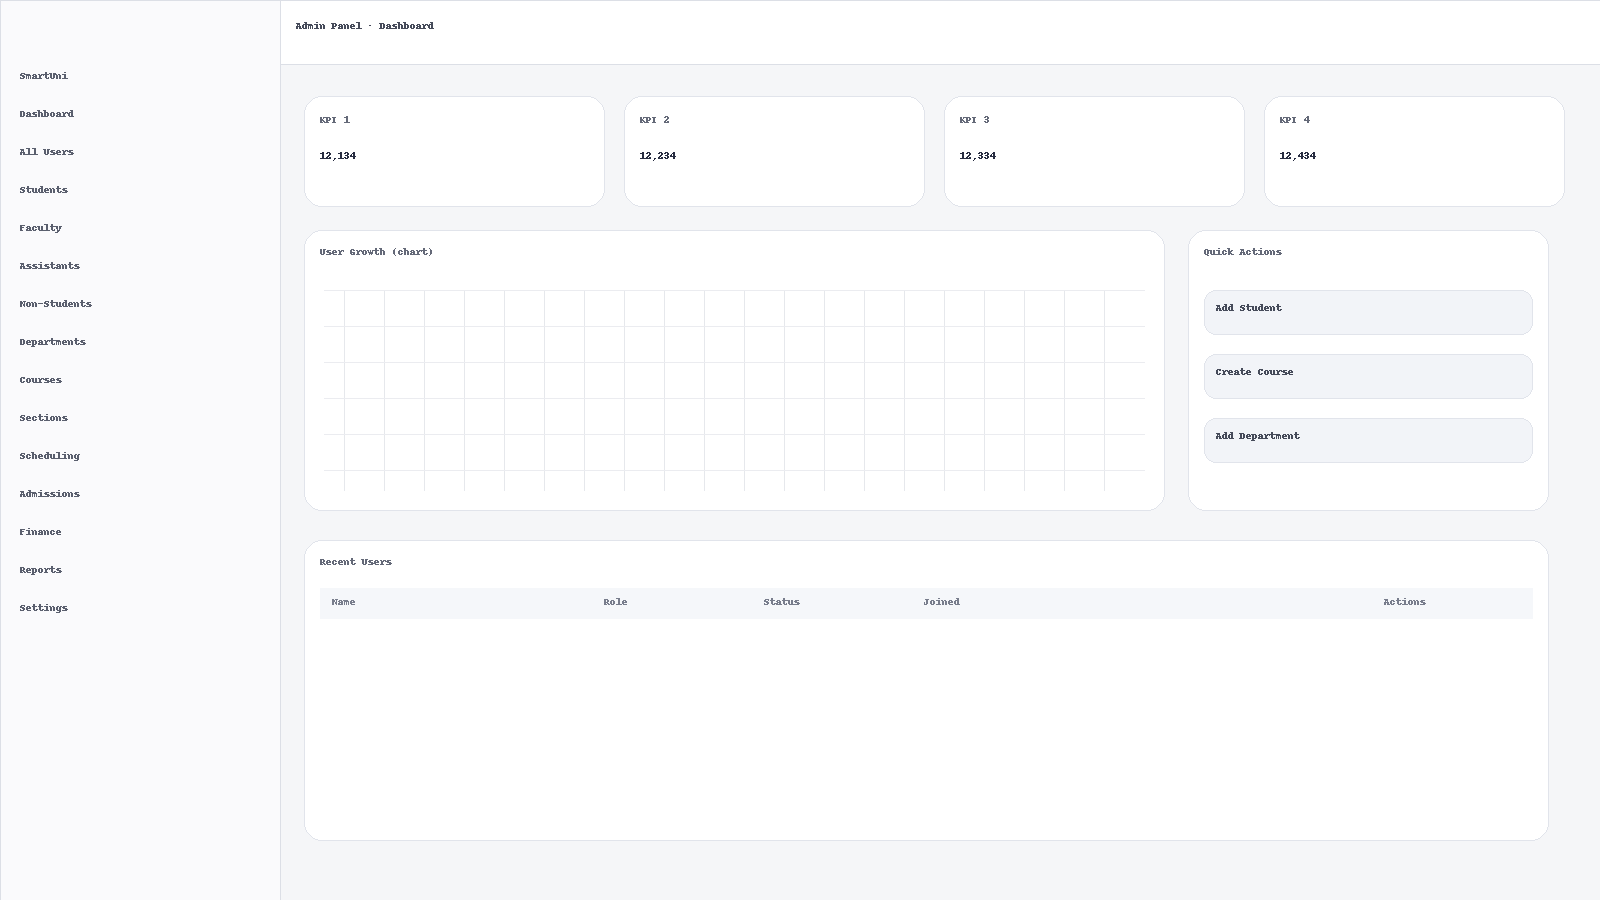 Admin Panel · Dashboard
SmartUni
Dashboard
All Users
Students
Faculty
Assistants
Non-Students
Departments
Courses
Sections
Scheduling
Admissions
Finance
Reports
Settings
KPI 1
12,134
KPI 2
12,234
KPI 3
12,334
KPI 4
12,434
User Growth (chart)
Quick Actions
Add Student
Create Course
Add Department
Recent Users
Name Role Status Joined Actions